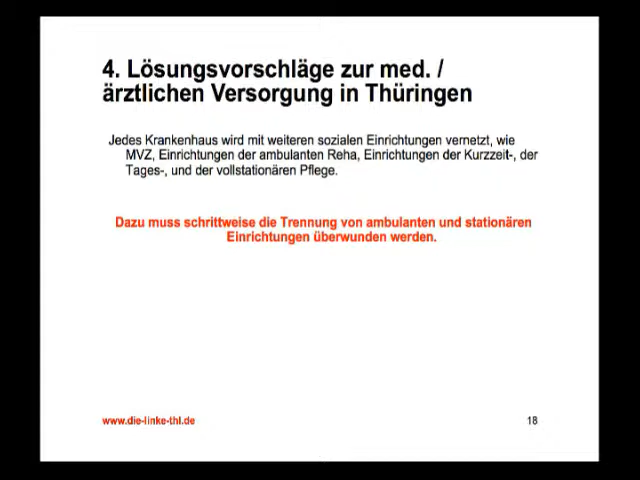 4. Lösungsvorschläge zur med. /
ärztlichen Versorgung in Thüringen
Jedes Krankenhaus wird mit weiteren sozialen Einrichtungen vernetzt, wie
MVZ, Einrichtungen der ambulanten Reha, Einrichtungen der Kurzzeit-, der
Tages-, und der vollstationären Pflege.
Dazu muss schrittweise die Trennung von ambulanten und stationären
Einrichtungen überwunden werden.
www.die-linke-thl.de
18